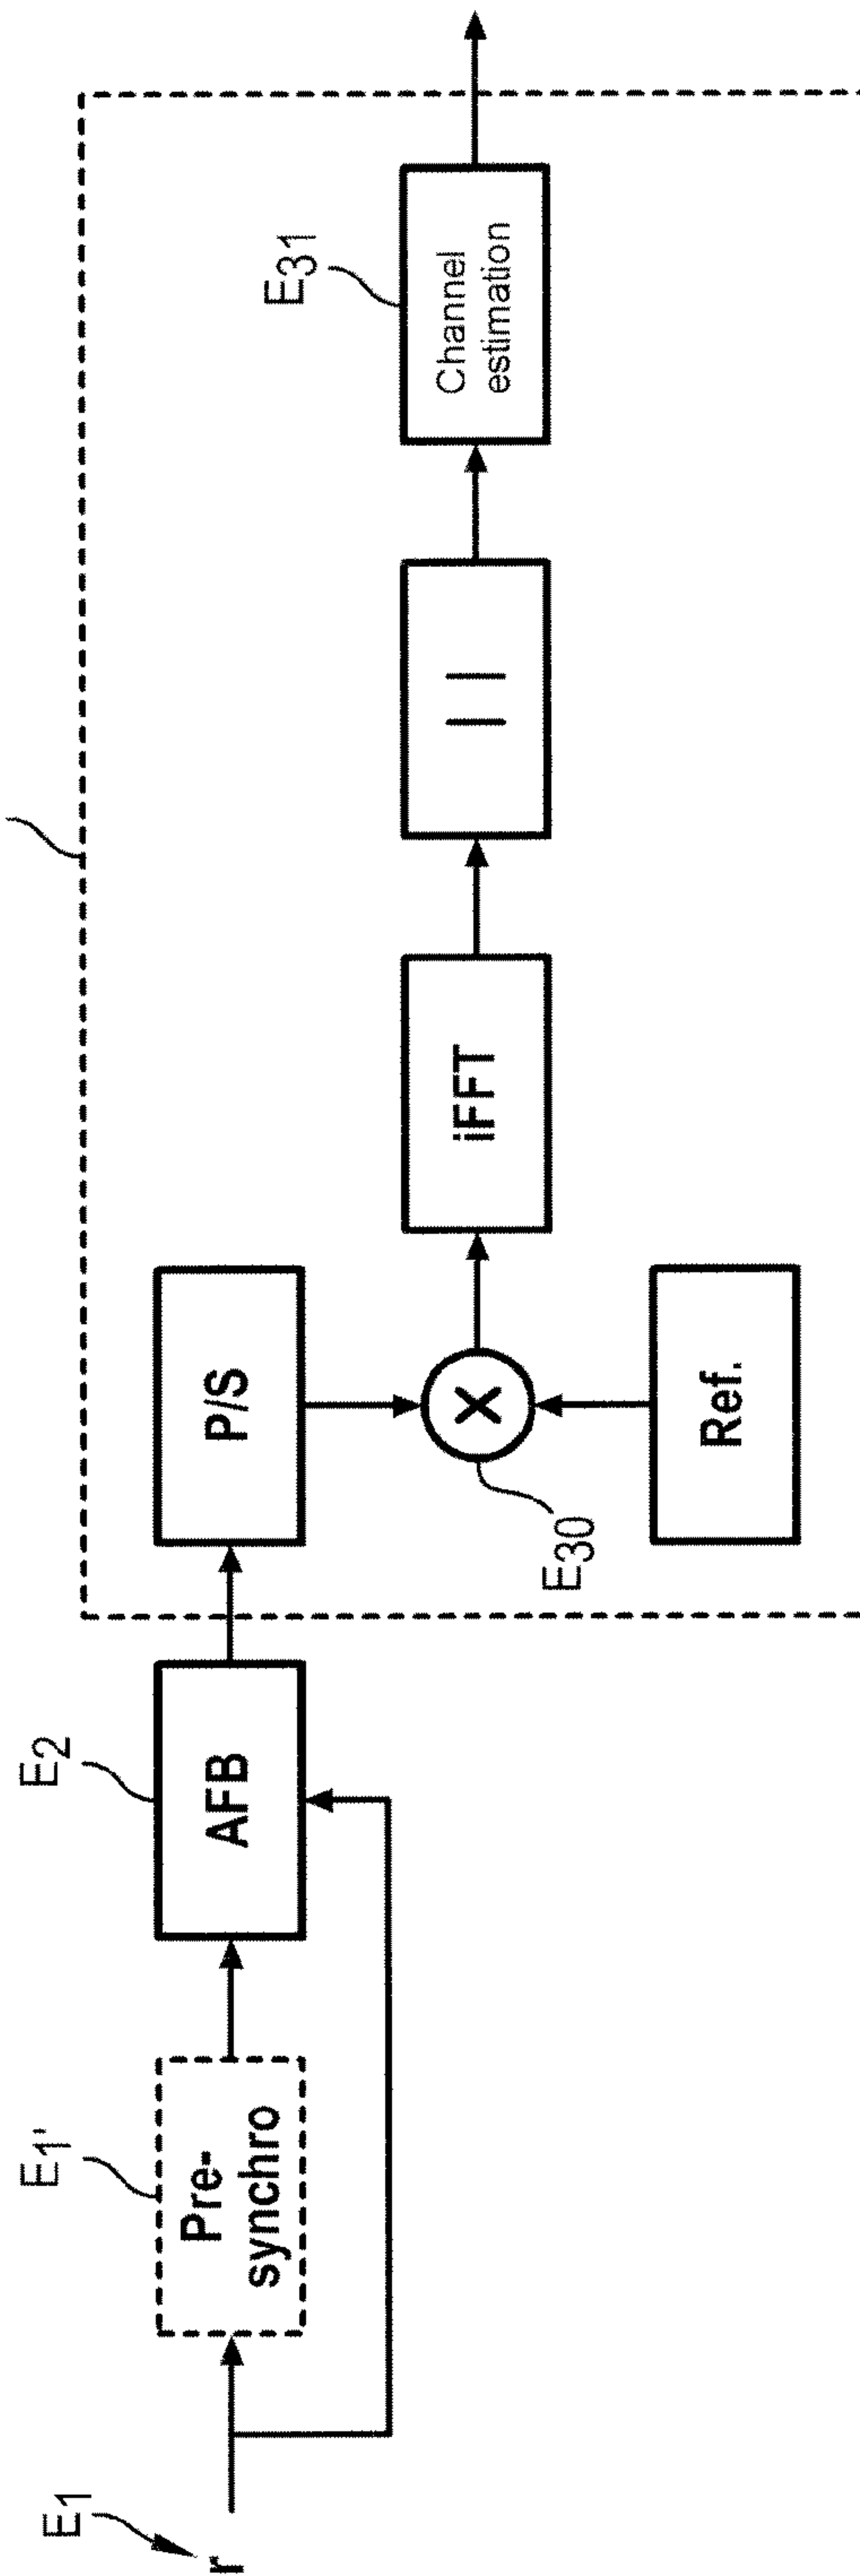 E1
r
E1'
Pre-
synchro
E2
AFB
P/S
E30
Ref.
X
iFFT
| |
E31
Channel
estimation